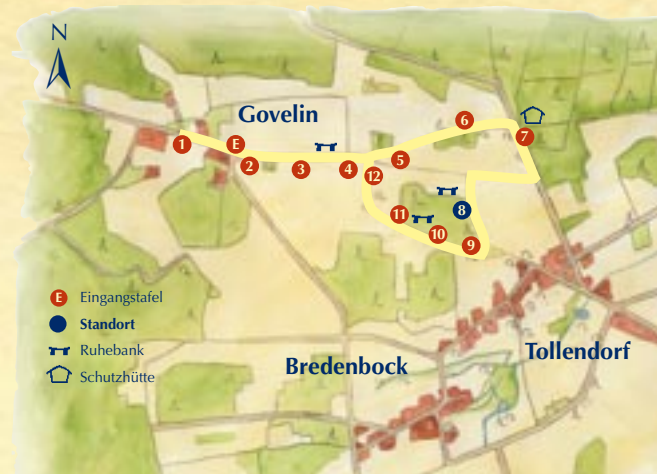 N
Govelin
1
E
2
3
4
5
6
7
8
9
10
11
12
E Eingangstafel
Standort
Ruhebank
Schutzhütte
Bredenbock
Tollendorf